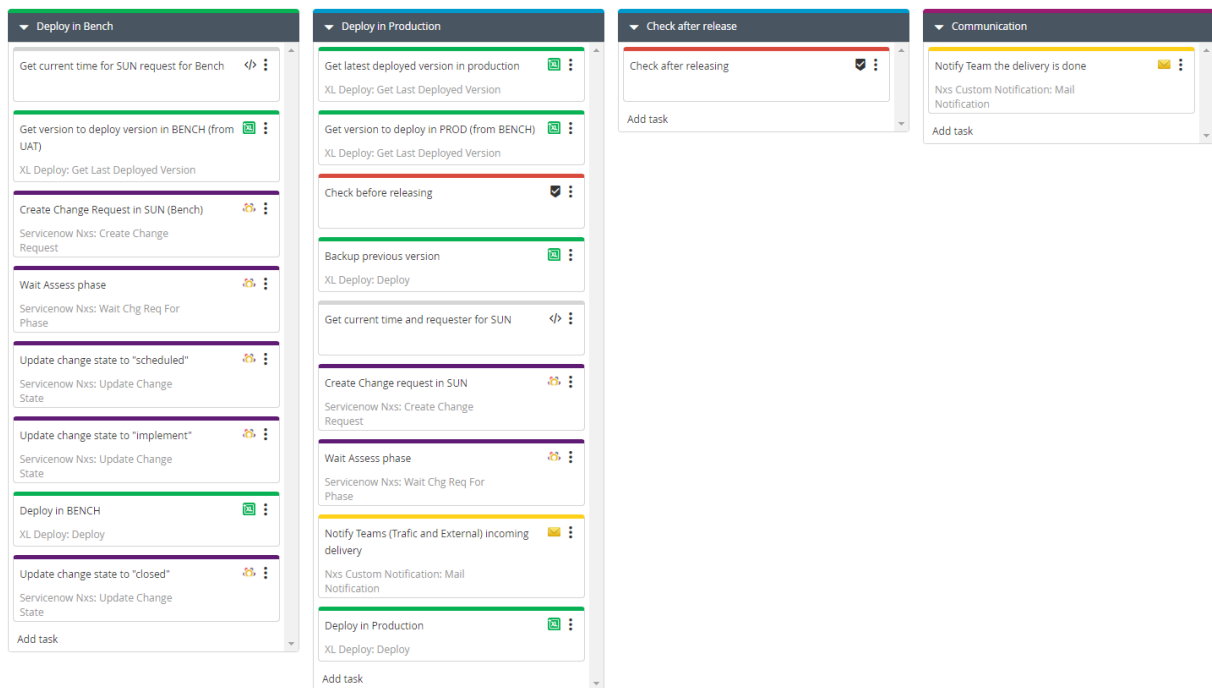 Deploy in Bench
Get current time for SUN request for Bench
Get version to deploy version in BENCH (from
UAT)
XL Deploy: Get Last Deployed Version
Create Change Request in SUN (Bench)
Servicenow Nxs: Create Change
Request
Wait Assess phase
Servicenow Nxs: Wait Chg Req For
Phase
Update change state to "scheduled"
Servicenow Nxs: Update Change
State
Update change state to "implement"
Servicenow Nxs: Update Change
State
Deploy in BENCH
XL Deploy: Deploy
Update change state to "closed"
Servicenow Nxs: Update Change
State
Add task
Deploy in Production
Get latest deployed version in production
XL Deploy: Get Last Deployed Version
Get version to deploy in PROD (from BENCH)
XL Deploy: Get Last Deployed Version
Check before releasing
Backup previous version
XL Deploy: Deploy
Get current time and requester for SUN
Create Change request in SUN
Servicenow Nxs: Create Change
Request
Wait Assess phase
Servicenow Nxs: Wait Chg Req For
Phase
Notify Teams (Trafic and External) incoming
delivery
Nxs Custom Notification: Mail
Notification
Deploy in Production
XL Deploy: Deploy
Add task
Check after release
Check after releasing
Add task
Communication
Notify Team the delivery is done
Nxs Custom Notification: Mail
Notification
Add task